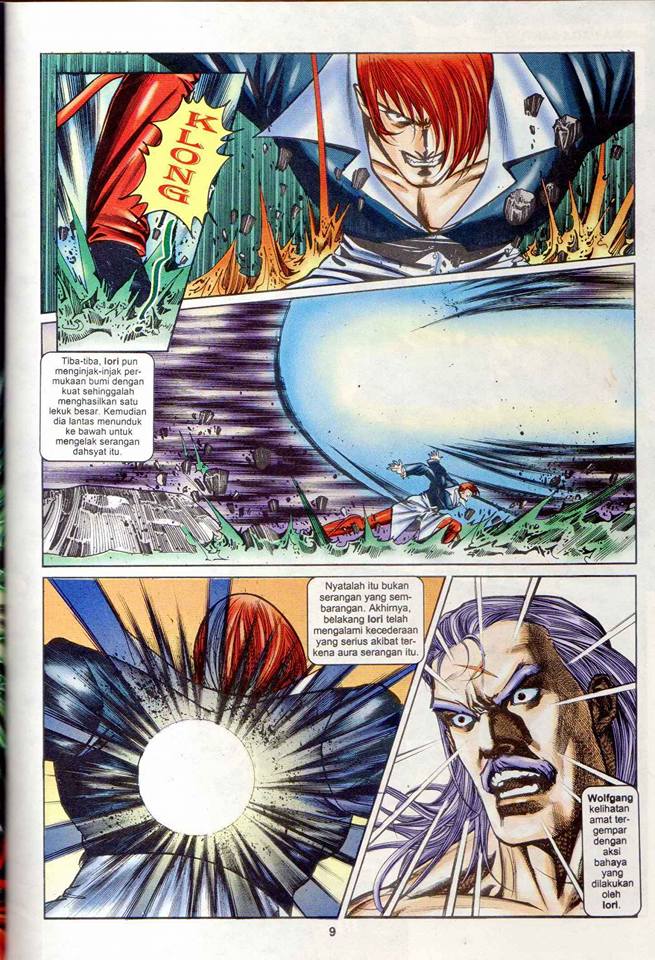 KLONG
Tiba-tiba, Iori pun
menginjak-injak per-
mukaan bumi dengan
kuat sehinggalah
menghasilkan satu
lekuk besar. Kemudian
dia lantas menunduk
ke bawah untuk
mengelak serangan
dahsyat itu.
Nyatalah itu bukan
serangan yang sem-
barangan. Akhirnya,
belakang Iori telah
mengalami kecederaan
yang serius akibat ter-
kena aura serangan itu.
Wolfgang
kelihatan
amat ter-
gempar
dengan
aksi
bahaya
yang
dilakukan
oleh
Iori.
9